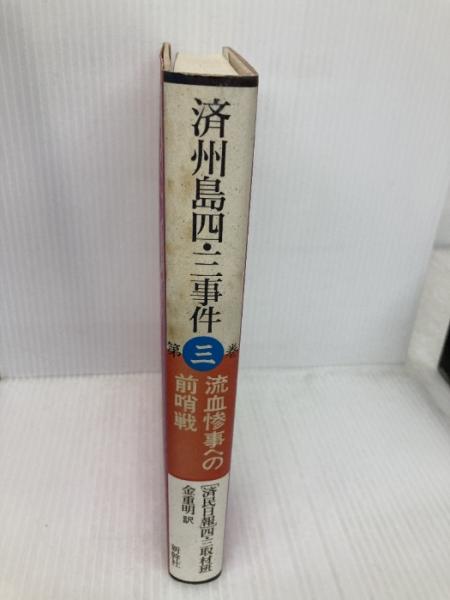 済州島四・三事件
第三巻
流血惨事への
前哨戦
「済民日報」四・三取材班
金重明 訳
新幹社